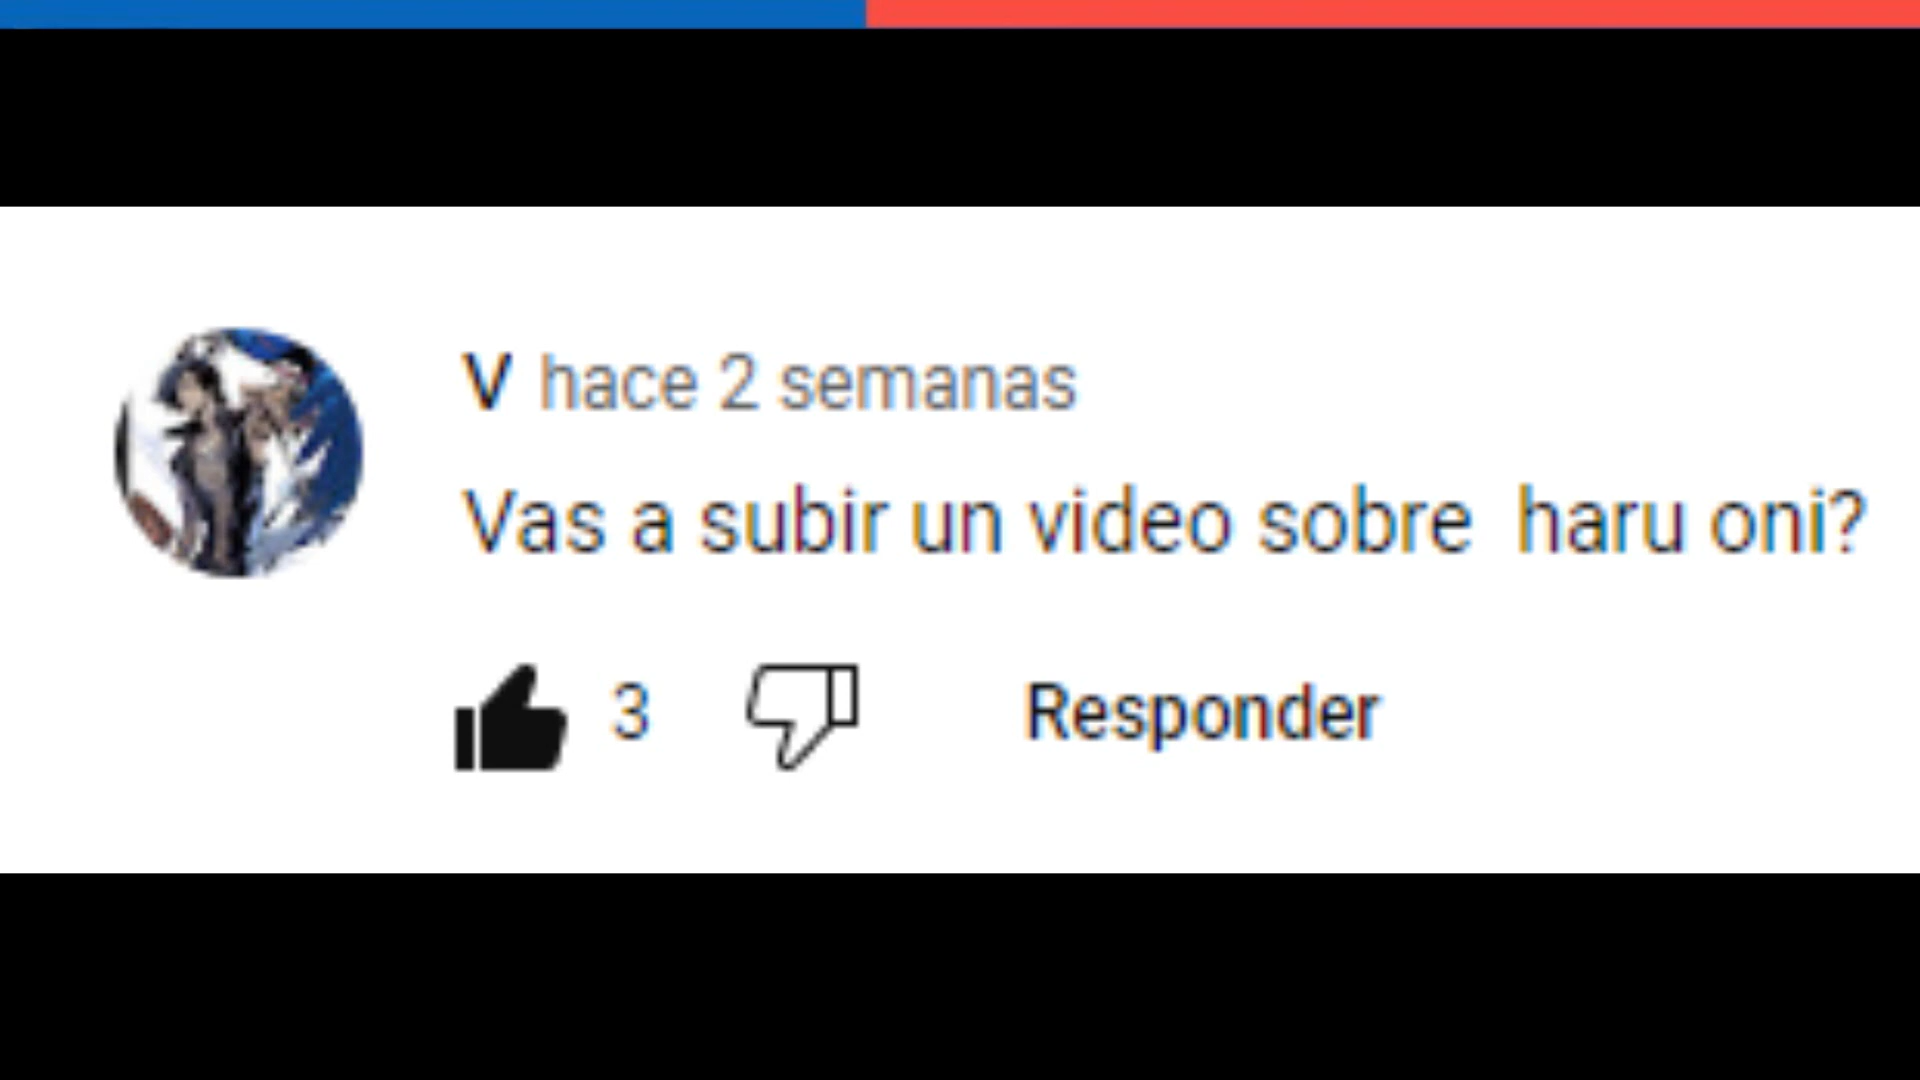 V hace 2 semanas
Vas a subir un video sobre  haru oni?
3 Responder